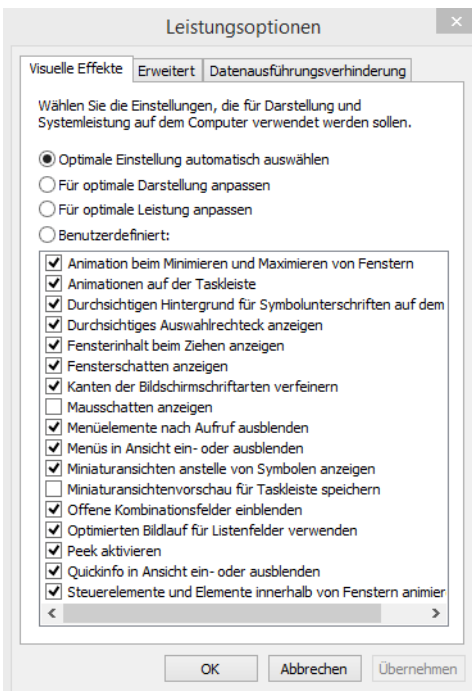 Leistungsoptionen
Visuelle Effekte Erweitert Datenausführungsverhinderung
Wählen Sie die Einstellungen, die für Darstellung und
Systemleistung auf dem Computer verwendet werden sollen.
Optimale Einstellung automatisch auswählen
Für optimale Darstellung anpassen
Für optimale Leistung anpassen
Benutzerdefiniert:
Animation beim Minimieren und Maximieren von Fenstern
Animationen auf der Taskleiste
Durchsichtigen Hintergrund für Symbolunterschriften auf dem
Durchsichtiges Auswahlrechteck anzeigen
Fensterinhalt beim Ziehen anzeigen
Fensterschatten anzeigen
Kanten der Bildschirmschriftarten verfeinern
Mausschatten anzeigen
Menüelemente nach Aufruf ausblenden
Menüs in Ansicht ein- oder ausblenden
Miniaturansichten anstelle von Symbolen anzeigen
Miniaturansichtenvorschau für Taskleiste speichern
Offene Kombinationsfelder einblenden
Optimierten Bildlauf für Listenfelder verwenden
Peek aktivieren
Quickinfo in Ansicht ein- oder ausblenden
Steuerelemente und Elemente innerhalb von Fenstern animier
OK Abbrechen Übernehmen